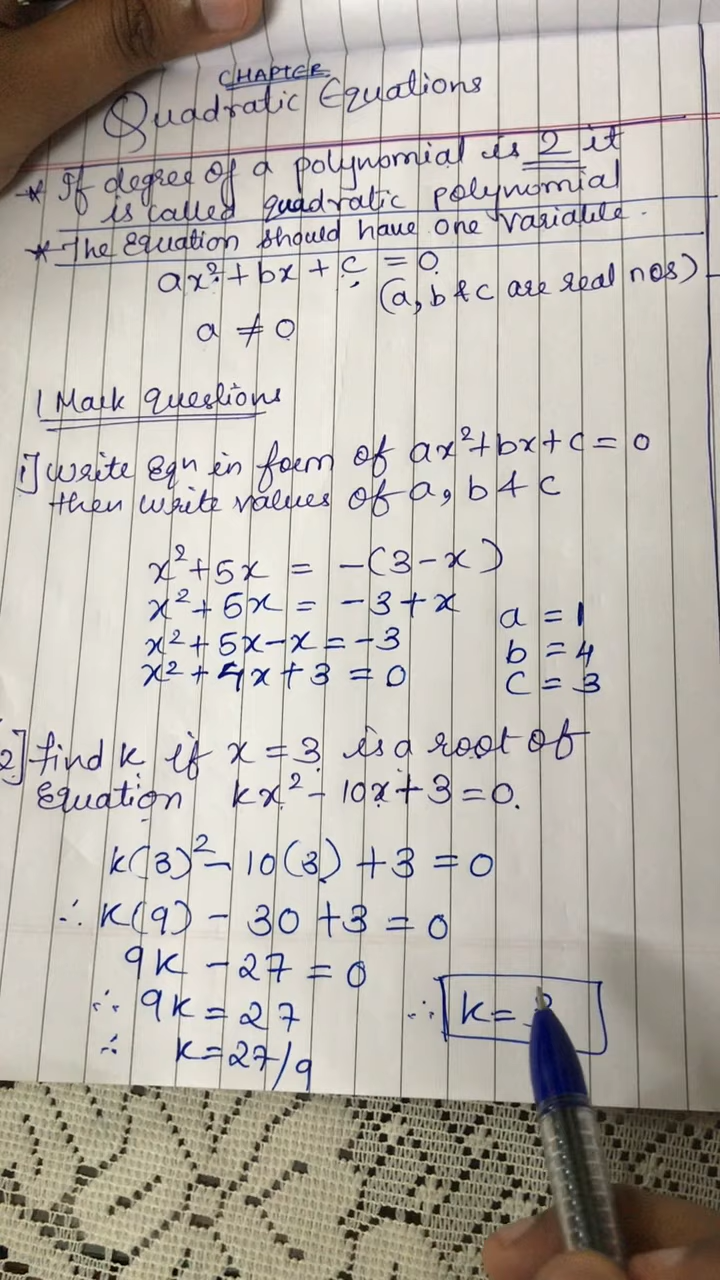 CHAPTER
Quadratic Equations
* If degree of a polynomial is 2 it
is called quadratic polynomial
* The Equation should have one variable.
ax² + bx + c = 0
(a, b & c are real nos)
a ≠ 0
1 Mark questions
1] write Eqn in form of ax²+bx+c = 0
then write values of a, b & c
x² + 5x = -(3-x)
x² + 5x = -3+x
a = 1
x² + 5x-x = -3
b = 4
x² + 4x + 3 = 0
c = 3
2] find k if x = 3 is a root of
Equation kx² - 10x + 3 = 0.
k(3)² - 10(3) + 3 = 0
∴ k(9) - 30 + 3 = 0
9k - 27 = 0
∴ 9k = 27
∴ k =
∴ k = 27/9